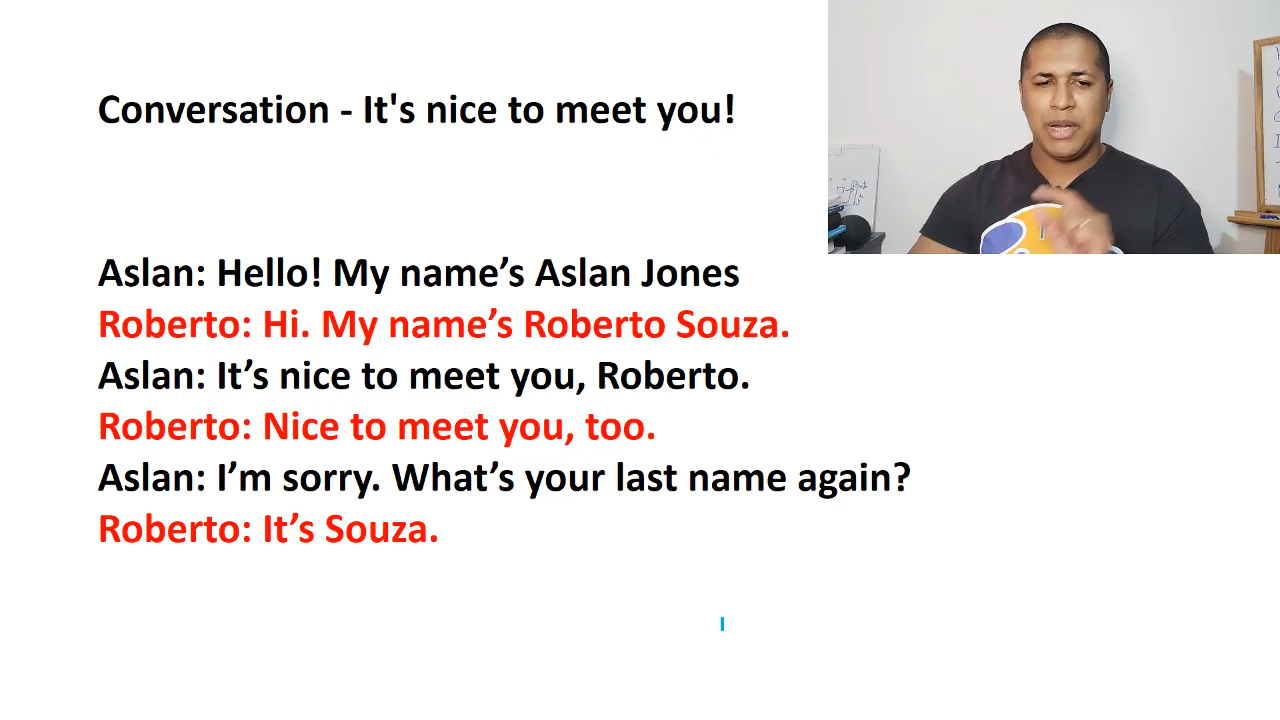 Conversation - It's nice to meet you!
Aslan: Hello! My name’s Aslan Jones
Roberto: Hi. My name’s Roberto Souza.
Aslan: It’s nice to meet you, Roberto.
Roberto: Nice to meet you, too.
Aslan: I’m sorry. What’s your last name again?
Roberto: It’s Souza.